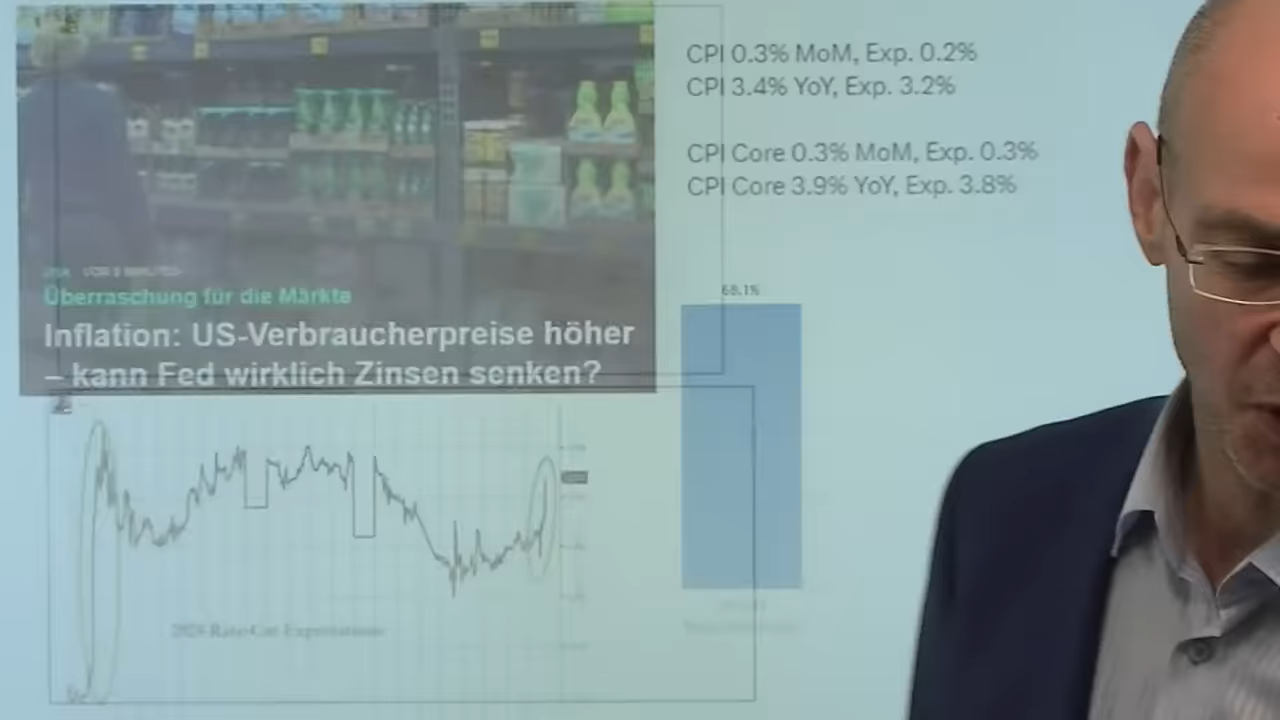 CPI 0.3% MoM, Exp. 0.2%
CPI 3.4% YoY, Exp. 3.2%
CPI Core 0.3% MoM, Exp. 0.3%
CPI Core 3.9% YoY, Exp. 3.8%
Überraschung für die Märkte
Inflation: US-Verbraucherpreise höher
– kann Fed wirklich Zinsen senken?
68.1%
Rate-Cut Expectations